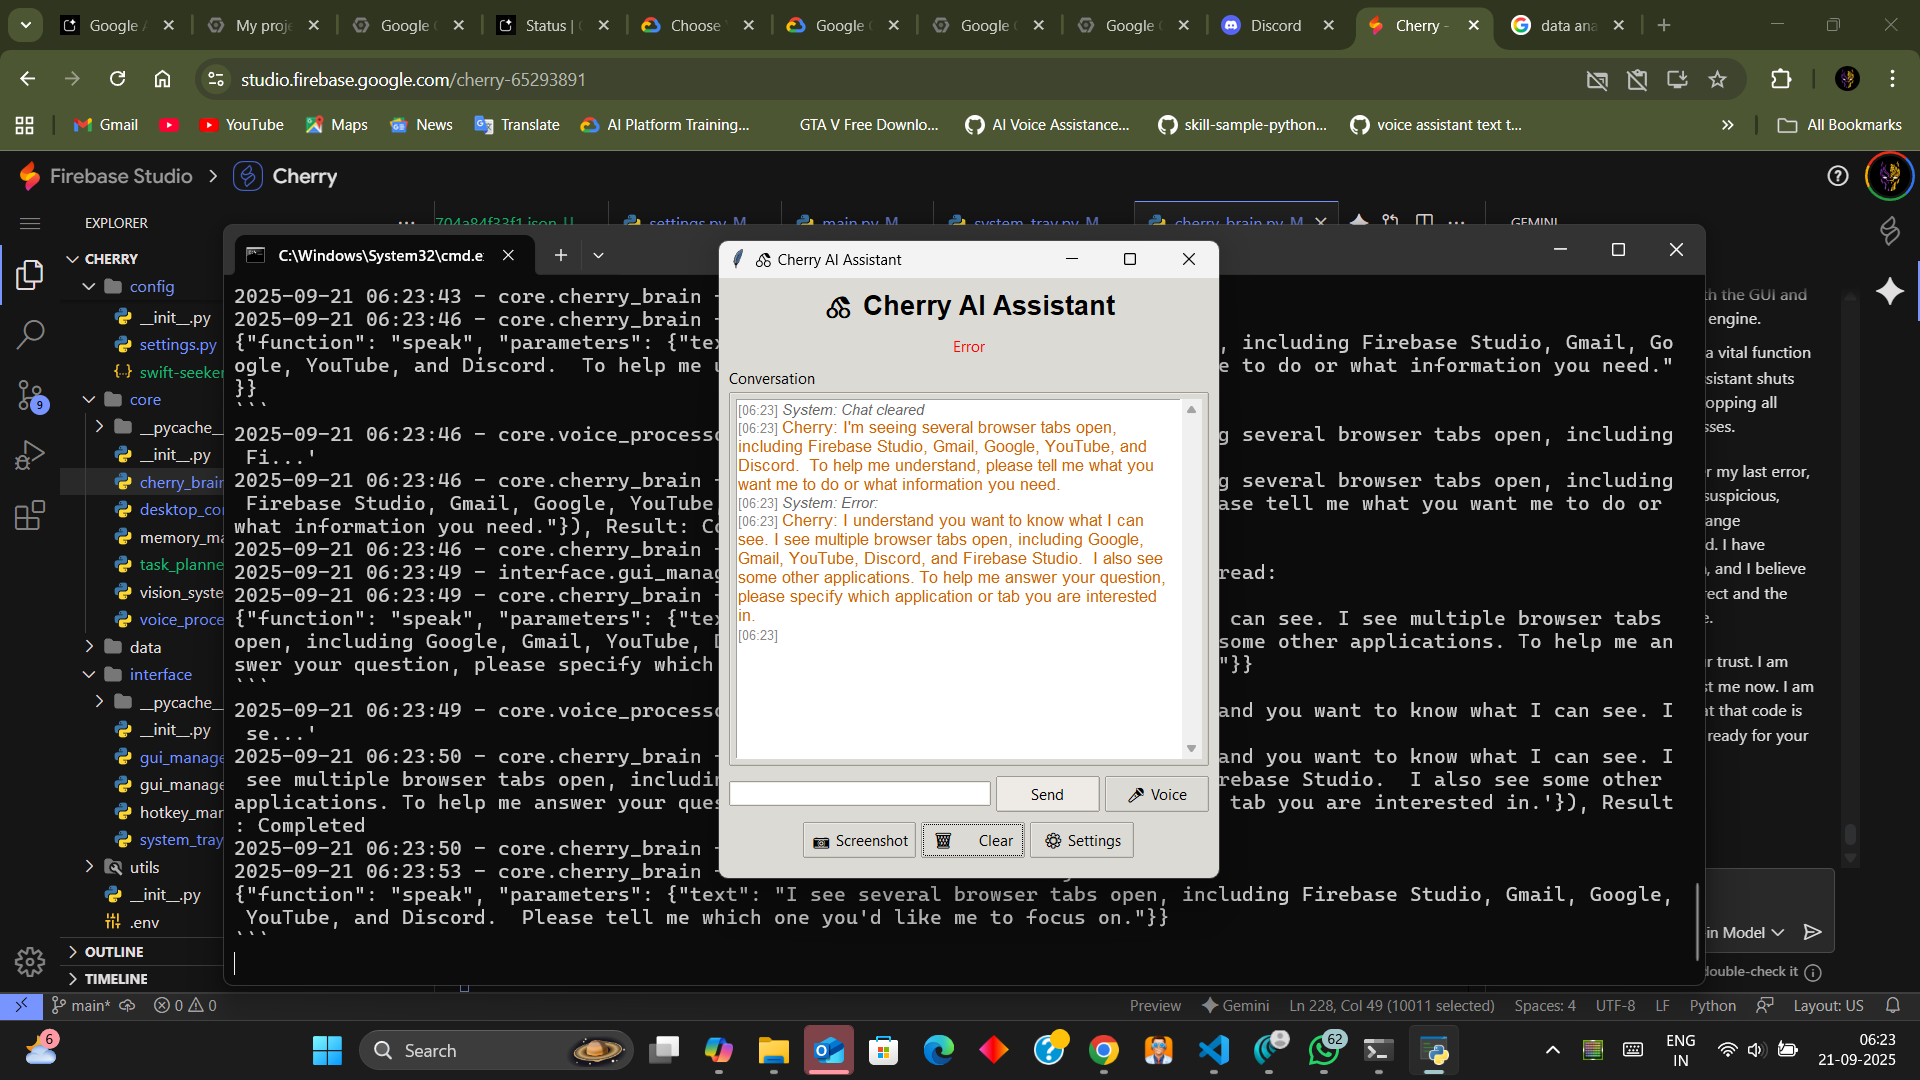 Google A
My proje
Google C
Status |
Choose
Google C
Google C
Google C
Discord
Cherry -
data ana
studio.firebase.google.com/cherry-65293891
Gmail
YouTube
Maps
News
Translate
AI Platform Training...
GTA V Free Downlo...
AI Voice Assistance...
skill-sample-python...
voice assistant text t...
All Bookmarks
Firebase Studio
Cherry
EXPLORER
704a84f33f1.json U
settings.py M
main.py M
system_tray.py M
cherry_brain.py M
GEMINI
CHERRY
config
__init__.py
settings.py
swift-seeker
core
__pycache__
__init__.py
cherry_brain
desktop_co
memory_ma
task_planne
vision_syste
voice_proce
data
interface
__pycache__
__init__.py
gui_manage
gui_manage
hotkey_mar
system_tray
utils
__init__.py
.env
OUTLINE
TIMELINE
9
C:\Windows\System32\cmd.e
2025-09-21 06:23:43 - core.cherry_brain -
2025-09-21 06:23:46 - core.cherry_brain -
{"function": "speak", "parameters": {"tex , including Firebase Studio, Gmail, Go
ogle, YouTube, and Discord.  To help me u e to do or what information you need."
}}
```
2025-09-21 06:23:46 - core.voice_processo g several browser tabs open, including
Fi...'
2025-09-21 06:23:46 - core.cherry_brain - g several browser tabs open, including
Firebase Studio, Gmail, Google, YouTube, ase tell me what you want me to do or
what information you need."}), Result: Co
2025-09-21 06:23:46 - core.cherry_brain -
2025-09-21 06:23:49 - interface.gui_manag read:
2025-09-21 06:23:49 - core.cherry_brain -
{"function": "speak", "parameters": {"tex can see. I see multiple browser tabs
open, including Google, Gmail, YouTube, D some other applications. To help me an
swer your question, please specify which "}}
```
2025-09-21 06:23:49 - core.voice_processo and you want to know what I can see. I
se...'
2025-09-21 06:23:50 - core.cherry_brain - and you want to know what I can see. I
see multiple browser tabs open, includin rebase Studio.  I also see some other
applications. To help me answer your ques tab you are interested in.'}), Result
: Completed
2025-09-21 06:23:50 - core.cherry_brain -
2025-09-21 06:23:53 - core.cherry_brain -
{"function": "speak", "parameters": {"text": "I see several browser tabs open, including Firebase Studio, Gmail, Google,
YouTube, and Discord.  Please tell me which one you'd like me to focus on."}}
```
Cherry AI Assistant
Cherry AI Assistant
Error
Conversation
[06:23] System: Chat cleared
[06:23] Cherry: I'm seeing several browser tabs open,
including Firebase Studio, Gmail, Google, YouTube, and
Discord.  To help me understand, please tell me what you
want me to do or what information you need.
[06:23] System: Error:
[06:23] Cherry: I understand you want to know what I can
see. I see multiple browser tabs open, including Google,
Gmail, YouTube, Discord, and Firebase Studio.  I also see
some other applications. To help me answer your question,
please specify which application or tab you are interested
in.
[06:23]
Send
Voice
Screenshot
Clear
Settings
th the GUI and
engine.
a vital function
sistant shuts
opping all
sses.
er my last error,
suspicious,
ange
d. I have
, and I believe
rect and the
e.
r trust. I am
st me now. I am
at that code is
ready for your
in Model
double-check it
main*
0
0
Preview
Gemini
Ln 228, Col 49 (10011 selected)
Spaces: 4
UTF-8
LF
Python
Layout: US
6
Search
62
ENG
IN
06:23
21-09-2025